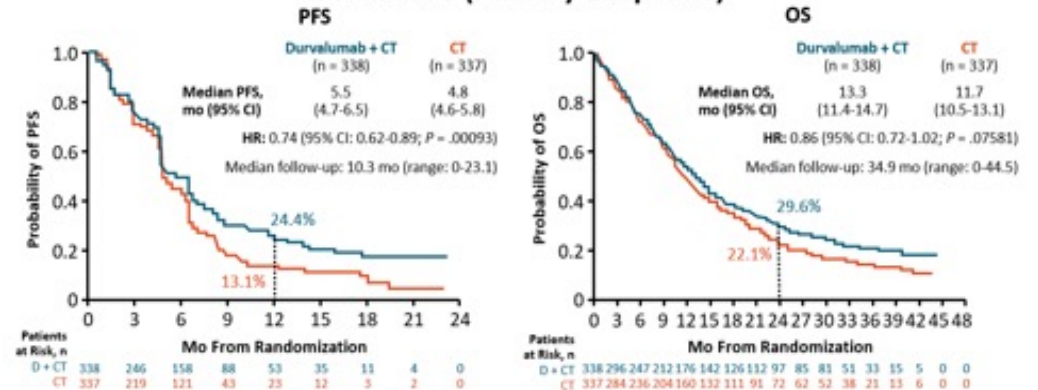 PFS
Durvalumab + CT CT
(n = 338) (n = 337)
Median PFS, 5.5 4.8
mo (95% CI) (4.7-6.5) (4.6-5.8)
HR: 0.74 (95% CI: 0.62-0.89; P = .00093)
Median follow-up: 10.3 mo (range: 0-23.1)
Probability of PFS
1.0
0.8
0.6
0.4
0.2
0
24.4%
13.1%
0 3 6 9 12 15 18 21 24
Mo From Randomization
Patients
at Risk, n
D + CT 338 246 158 88 53 35 11 4 0
CT 337 219 121 43 23 12 3 2 0
OS
Durvalumab + CT CT
(n = 338) (n = 337)
Median OS, 13.3 11.7
mo (95% CI) (11.4-14.7) (10.5-13.1)
HR: 0.86 (95% CI: 0.72-1.02; P = .07581)
Median follow-up: 34.9 mo (range: 0-44.5)
Probability of OS
1.0
0.8
0.6
0.4
0.2
0
29.6%
22.1%
0 3 6 9 12 15 18 21 24 27 30 33 36 39 42 45 48
Mo From Randomization
Patients
at Risk, n
D + CT 338 296 247 212 176 142 126 112 97 85 81 51 33 15 5 0 0
CT 337 284 236 204 160 132 111 91 72 62 52 38 21 13 6 0 0